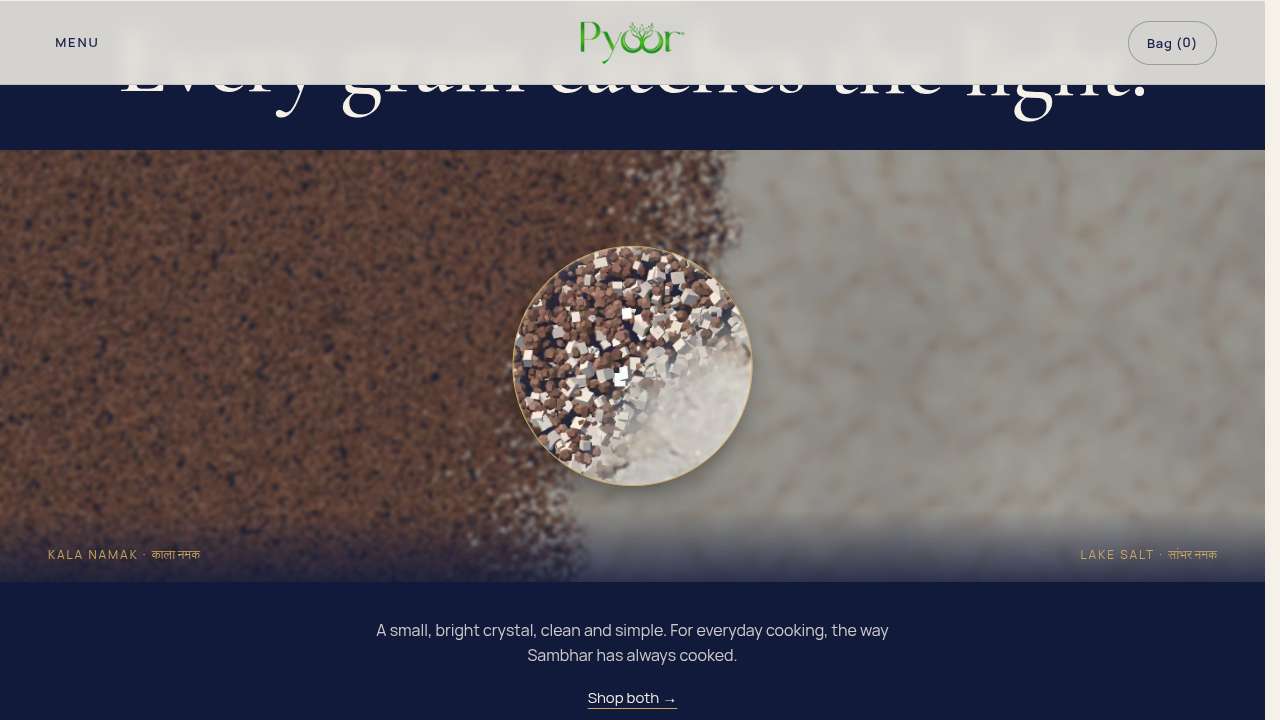 MENU
Pyoor
Bag (0)
Every grain catches the light.
KALA NAMAK · काला नमक
LAKE SALT · सांभर नमक
A small, bright crystal, clean and simple. For everyday cooking, the way
Sambhar has always cooked.
Shop both →